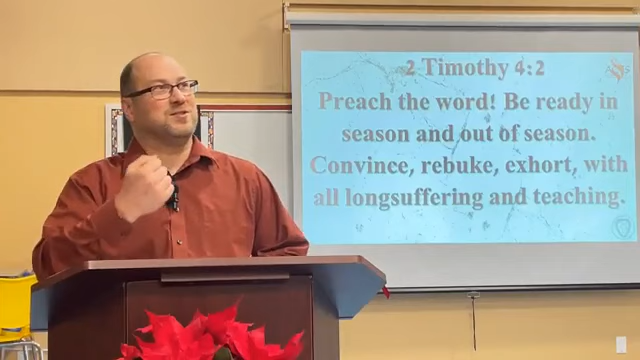 2 Timothy 4:2
Preach the word! Be ready in
season and out of season.
Convince, rebuke, exhort, with
all longsuffering and teaching.